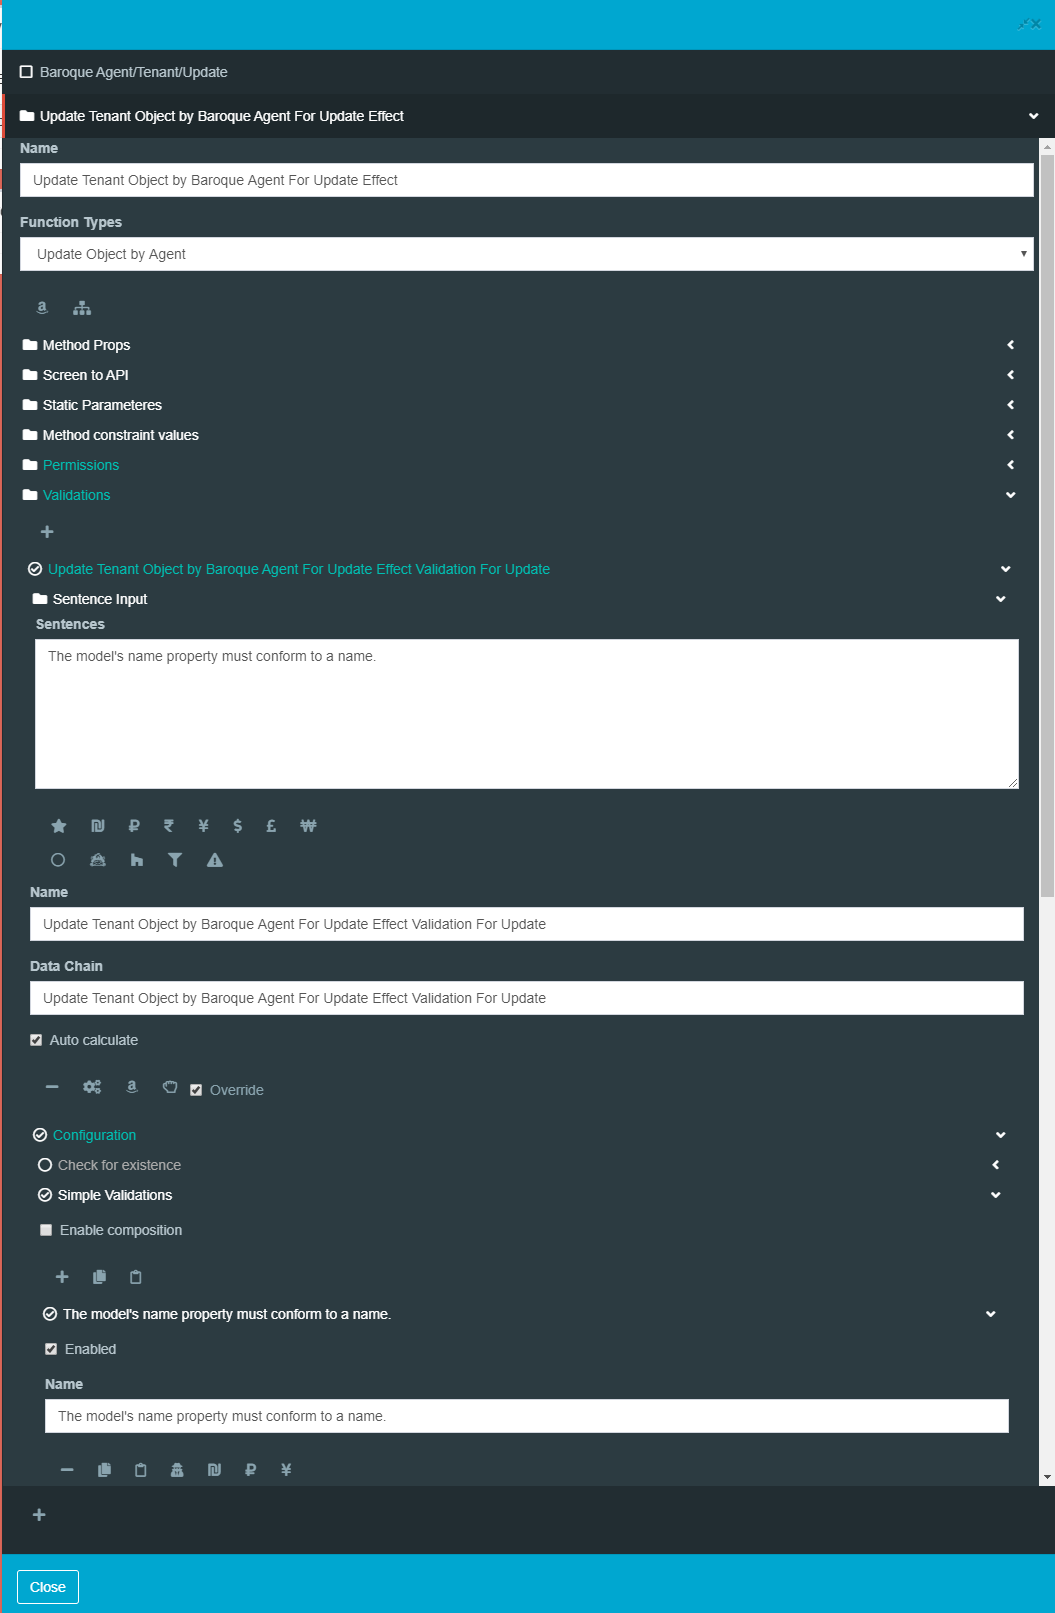 Baroque Agent/Tenant/Update
Update Tenant Object by Baroque Agent For Update Effect
Name
Update Tenant Object by Baroque Agent For Update Effect
Function Types
Update Object by Agent
Method Props
Screen to API
Static Parameteres
Method constraint values
Permissions
Validations
Update Tenant Object by Baroque Agent For Update Effect Validation For Update
Sentence Input
Sentences
The model's name property must conform to a name.
Name
Update Tenant Object by Baroque Agent For Update Effect Validation For Update
Data Chain
Update Tenant Object by Baroque Agent For Update Effect Validation For Update
Auto calculate
Override
Configuration
Check for existence
Simple Validations
Enable composition
The model's name property must conform to a name.
Enabled
Name
The model's name property must conform to a name.
Close